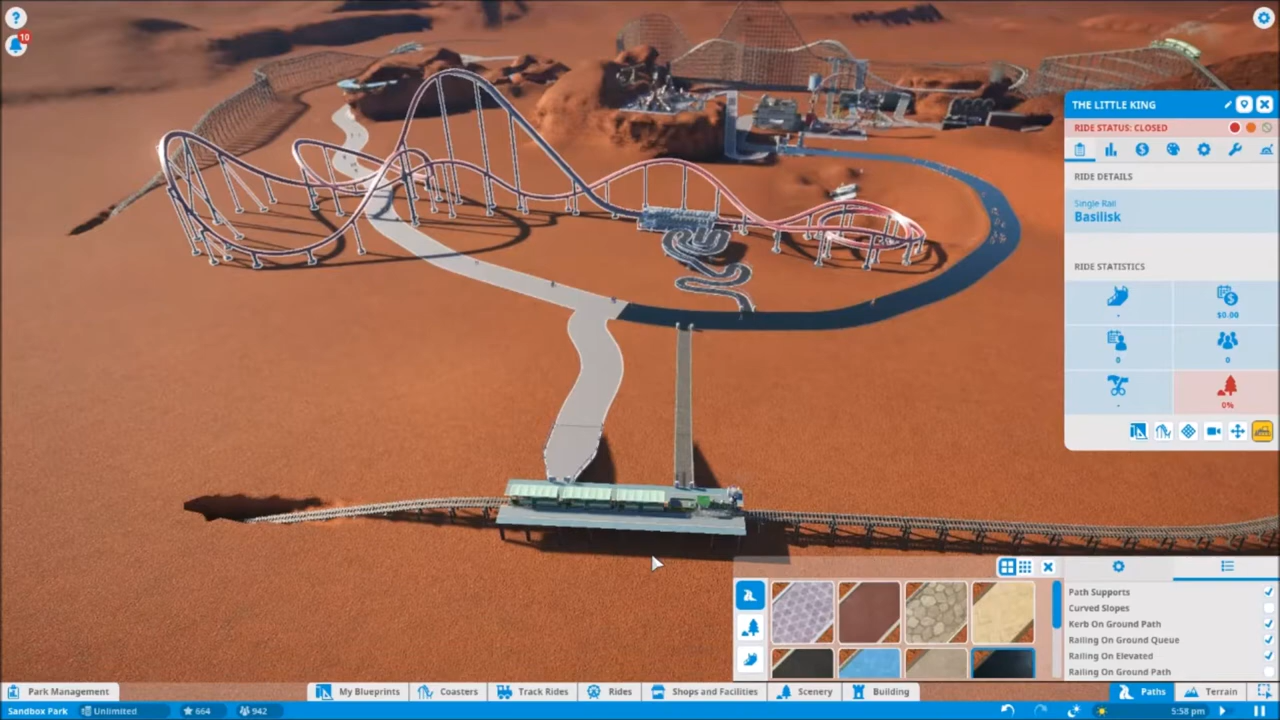 ?
10
THE LITTLE KING
RIDE STATUS: CLOSED
RIDE DETAILS
Single Rail
Basilisk
RIDE STATISTICS
-
$0.00
0
0
-
0%
Path Supports
Curved Slopes
Kerb On Ground Path
Railing On Ground Queue
Railing On Elevated
Railing On Ground Path
Park Management
My Blueprints
Coasters
Track Rides
Rides
Shops and Facilities
Scenery
Building
Paths
Terrain
Sandbox Park
Unlimited
664
942
5:58 pm